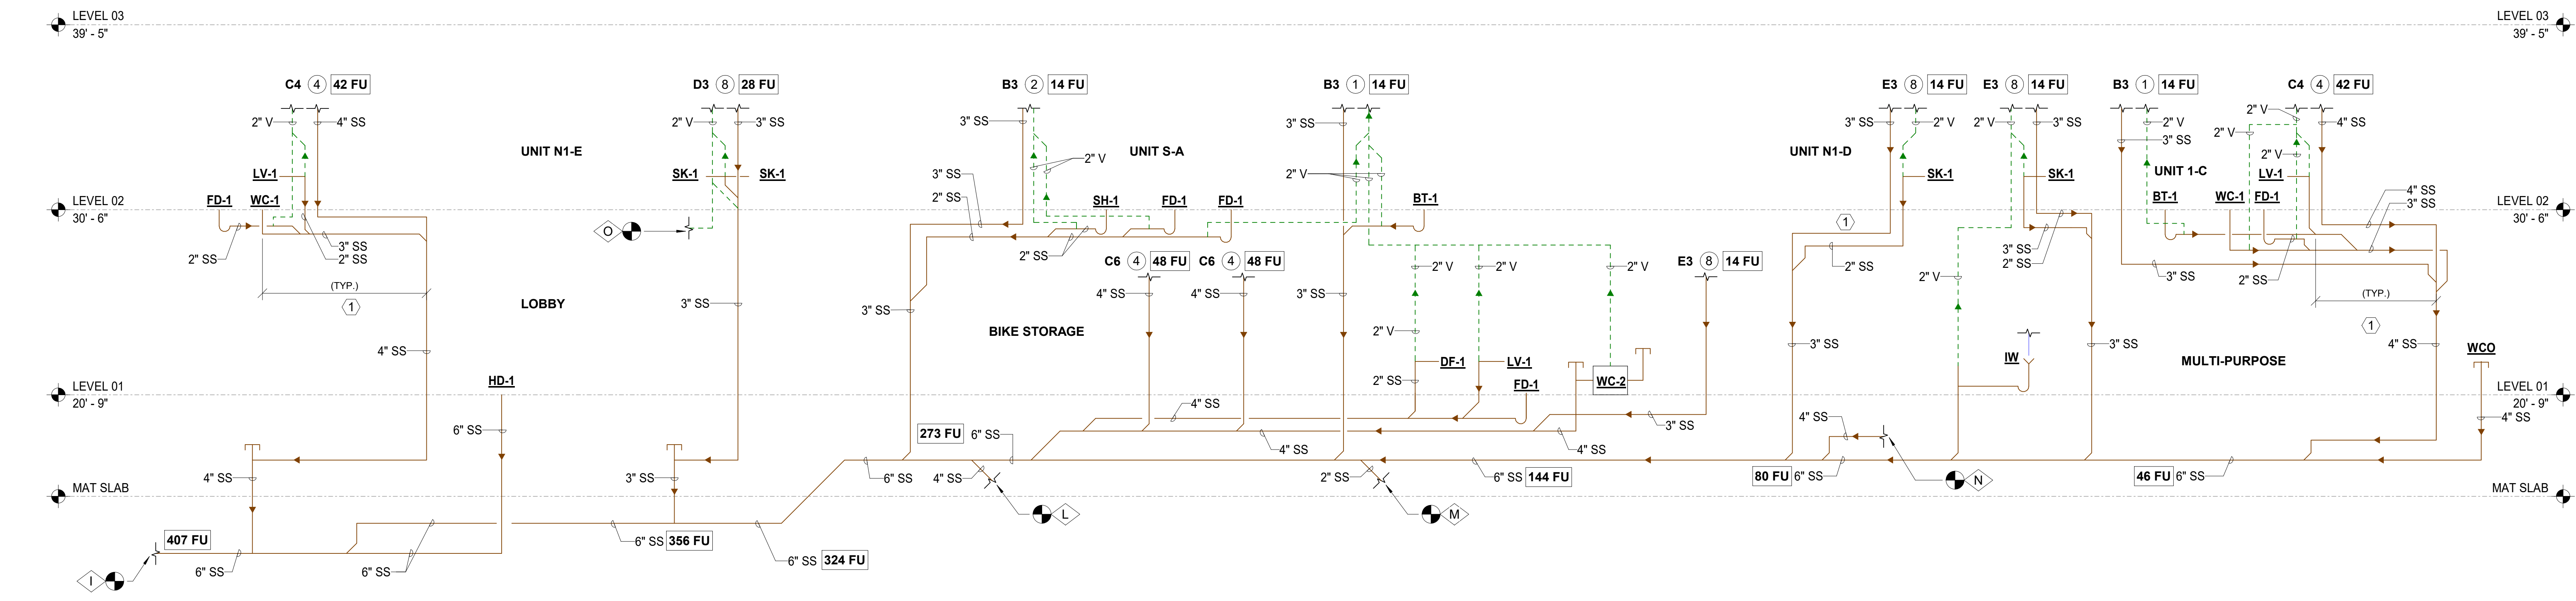 LEVEL 03
39' - 5"
LEVEL 03
39' - 5"
C4 4 42 FU
D3 8 28 FU
B3 2 14 FU
B3 1 14 FU
E3 8 14 FU
E3 8 14 FU
B3 1 14 FU
C4 4 42 FU
2" V
4" SS
2" V
3" SS
3" SS
3" SS
3" SS
2" V
2" V
3" SS
2" V
3" SS
2" V
2" V
4" SS
2" V
UNIT N1-E
UNIT S-A
UNIT N1-D
UNIT 1-C
2" V
2" V
2" V
LV-1
SK-1
SK-1
3" SS
SK-1
SK-1
LV-1
LEVEL 02
30' - 6"
FD-1
WC-1
2" SS
SH-1
FD-1
FD-1
BT-1
BT-1
WC-1
FD-1
4" SS
3" SS
LEVEL 02
30' - 6"
O
1
3" SS
2" SS
2" SS
2" SS
2" SS
3" SS
2" SS
3" SS
2" SS
C6 4 48 FU
C6 4 48 FU
E3 8 14 FU
2" V
2" V
2" V
2" V
(TYP.)
1
(TYP.)
1
4" SS
4" SS
3" SS
LOBBY
3" SS
3" SS
BIKE STORAGE
2" V
4" SS
3" SS
3" SS
4" SS
IW
MULTI-PURPOSE
WCO
DF-1
LV-1
HD-1
2" SS
FD-1
WC-2
LEVEL 01
20' - 9"
LEVEL 01
20' - 9"
4" SS
6" SS
273 FU
6" SS
3" SS
4" SS
4" SS
4" SS
4" SS
4" SS
3" SS
6" SS
4" SS
2" SS
6" SS 144 FU
80 FU 6" SS
N
46 FU 6" SS
MAT SLAB
MAT SLAB
L
M
407 FU
6" SS 356 FU
6" SS 324 FU
6" SS
6" SS
I